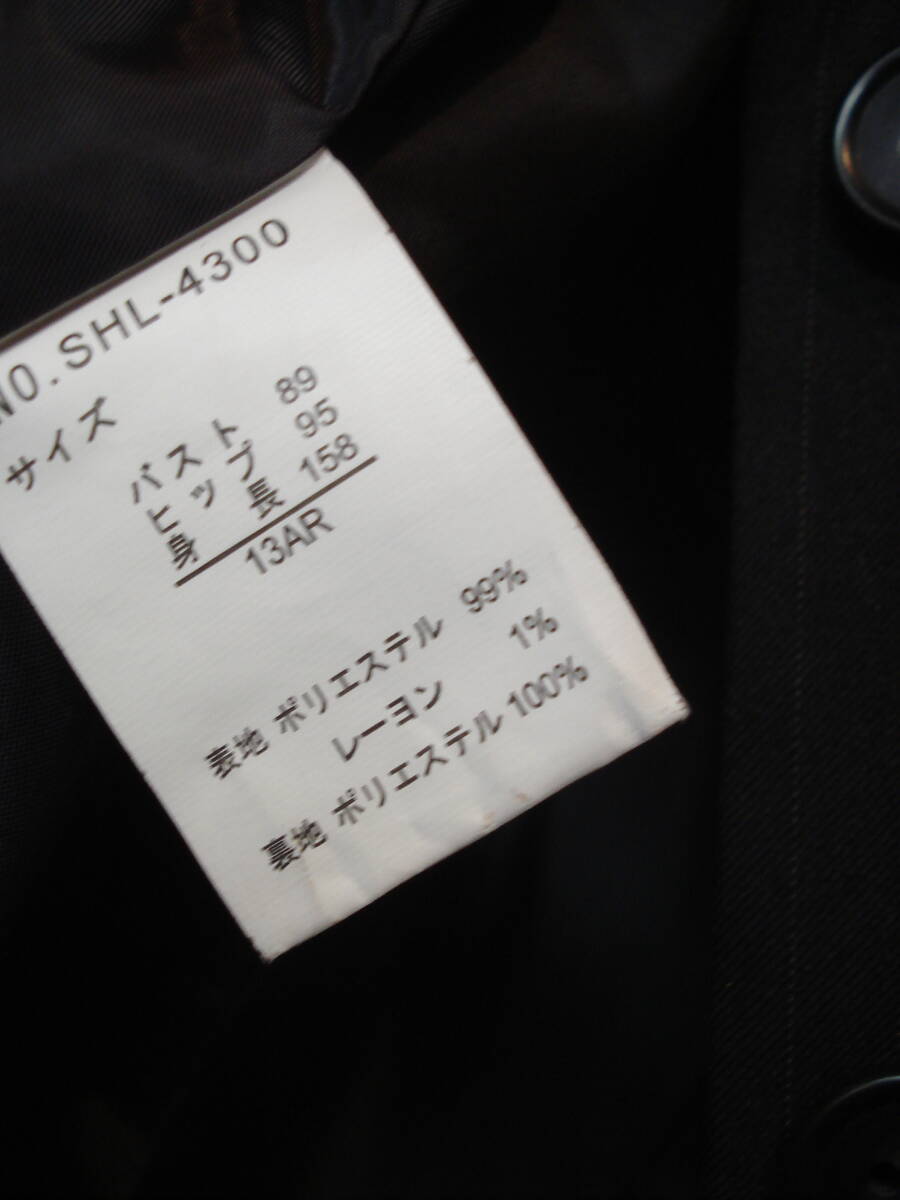 NO.SHL-4300
サイズ
バスト 89
ヒップ 95
身長 158
13AR
表地 ポリエステル 99%
レーヨン 1%
裏地 ポリエステル 100%